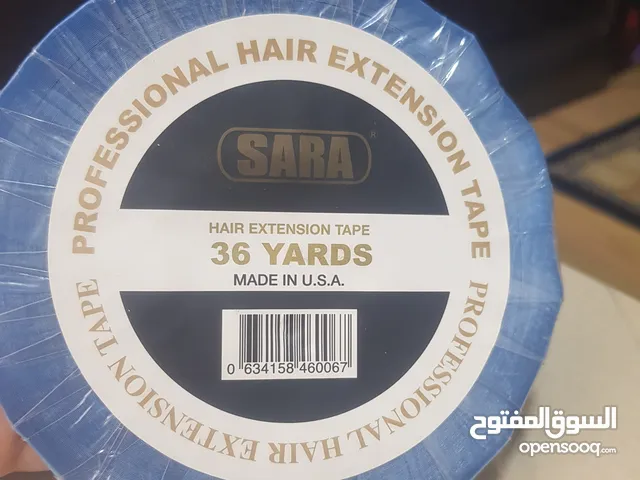 PROFESSIONAL HAIR EXTENSION TAPE
SARA®
HAIR EXTENSION TAPE
36 YARDS
MADE IN U.S.A.
0 634158 460067
PROFESSIONAL HAIR EXTENSION TAPE
السوق المفتوح
opensooq.com